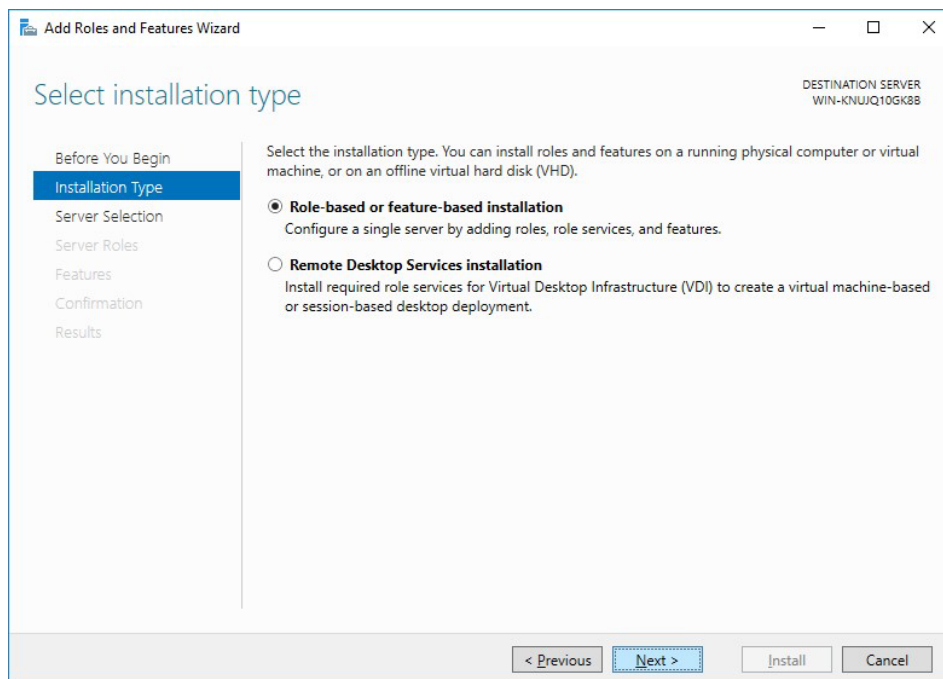 Add Roles and Features Wizard
Select installation type
DESTINATION SERVER
WIN-KNUJQ10GK8B
Before You Begin
Installation Type
Server Selection
Server Roles
Features
Confirmation
Results
Select the installation type. You can install roles and features on a running physical computer or virtual
machine, or on an offline virtual hard disk (VHD).
Role-based or feature-based installation
Configure a single server by adding roles, role services, and features.
Remote Desktop Services installation
Install required role services for Virtual Desktop Infrastructure (VDI) to create a virtual machine-based
or session-based desktop deployment.
< Previous
Next >
Install
Cancel